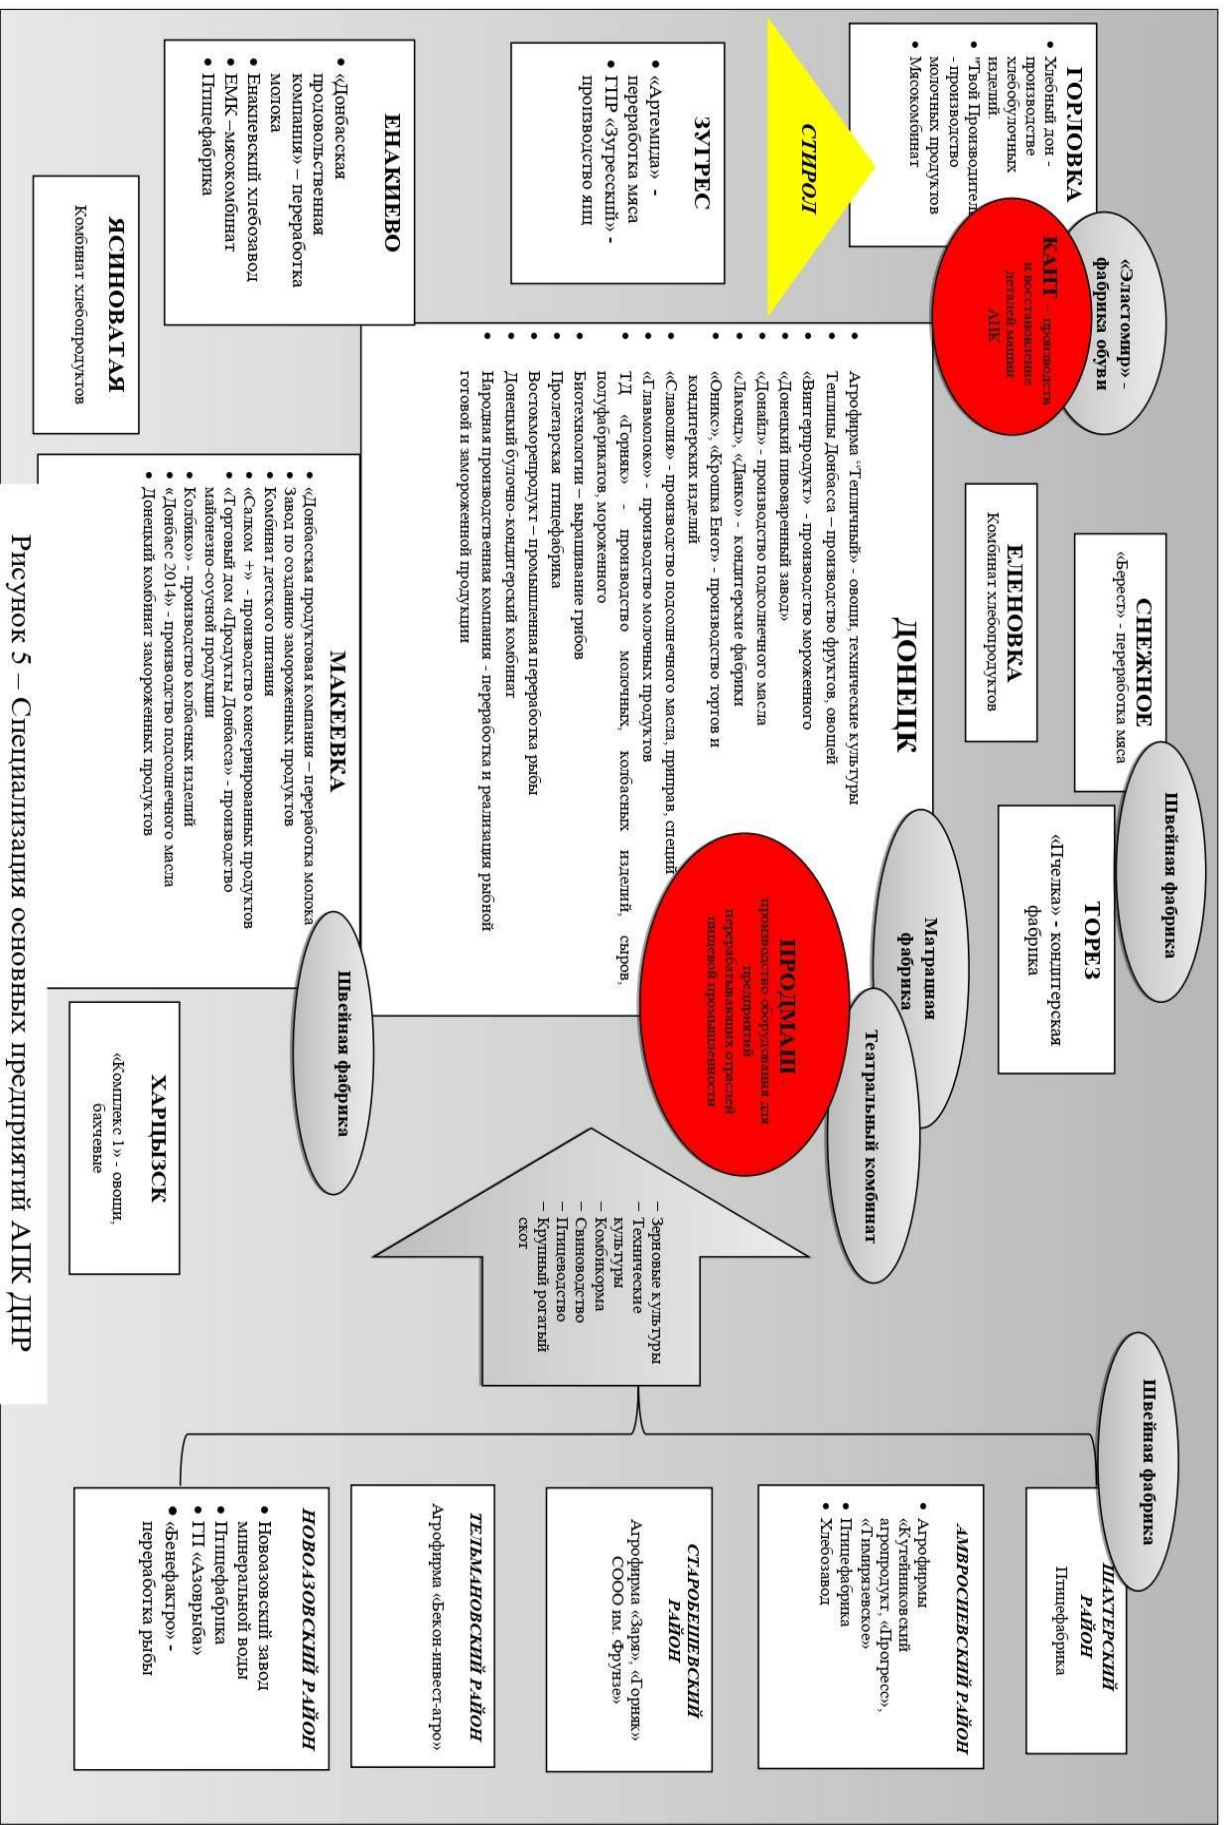 ГОРЛОВКА
• Хлебный дон -
производстве
хлебобулочных
изделий.
• "Твой Производител
- производство
молочных продуктов
• Мясокомбинат
«Эластомир» -
фабрика обуви
КАНТ – производств
и восстановление
деталей машин
АПК
СТИРОЛ
ЗУГРЕС
• «Артемида» -
переработка мяса
• ГПР «Зугресский» -
производство яиц
ЕНАКИЕВО
• «Донбасская
продовольственная
компания» – переработка
молока
• Енакиевский хлебозавод
• ЕМК – мясокомбинат
• Птицефабрика
ЯСИНОВАТАЯ
Комбинат хлебопродуктов
СНЕЖНОЕ
«Берест» - переработка мяса
Швейная фабрика
ЕЛЕНОВКА
Комбинат хлебопродуктов
ТОРЕЗ
«Пчелка» - кондитерская
фабрика
ДОНЕЦК
• Агрофирма “Тепличный» - овощи, технические культуры
• Теплицы Донбасса – производство фруктов, овощей
• «Винтерпродукт» - производство мороженного
• «Донецкий пивоваренный завод»
• «Донайл» - производство подсолнечного масла
• «Лаконд», «Данко» - кондитерские фабрики
• «Оникс», «Крошка Енот» - производство тортов и
кондитерских изделий
• «Славолия» - производство подсолнечного масла, приправ, специй
• «Главмолоко» - производство молочных продуктов
• ТД «Горняк» - производство молочных, колбасных изделий, сыров,
полуфабрикатов, мороженного
• Биотехнологии – выращивание грибов
• Пролетарская птицефабрика
• Востокморепродукт – промышленная переработка рыбы
• Донецкий булочно-кондитерский комбинат
• Народная производственная компания - переработка и реализация рыбной
готовой и замороженной продукции
Матрацная
фабрика
Театральный комбинат
ПРОДМАШ -
производство оборудования для
предприятий
перерабатывающих отраслей
пищевой промышленности
МАКЕЕВКА
• «Донбасская продуктовая компания – переработка молока
• Завод по созданию замороженных продуктов
• Комбинат детского питания
• «Салком +» - производство консервированных продуктов
• «Торговый дом «Продукты Донбасса» - производство
майонезно-соусной продукции
• Колбико» - производство колбасных изделий
• «Донбасс 2014» - производство подсолнечного масла
• Донецкий комбинат замороженных продуктов
Швейная фабрика
ХАРЦЫЗСК
«Комплекс 1» - овощи,
бахчевые
– Зерновые культуры
– Технические
культуры
– Комбикорма
– Свиноводство
– Птицеводство
– Крупный рогатый
скот
Швейная фабрика
ШАХТЕРСКИЙ
РАЙОН
Птицефабрика
АМВРОСИЕВСКИЙ РАЙОН
• Агрофирмы
«Кутейниковский
агропродукт, «Прогресс»,
«Тимирязевское»
• Птицефабрика
• Хлебозавод
СТАРОБЕШЕВСКИЙ
РАЙОН
Агрофирма «Заря», «Горняк»
СООО им. Фрунзе»
ТЕЛЬМАНОВСКИЙ РАЙОН
Агрофирма «Бекон-инвест-агро»
НОВОАЗОВСКИЙ РАЙОН
• Новоазовский завод
минеральной воды
• Птицефабрика
• ГП «Азоврыба»
• «Бенефактро» -
переработка рыбы
Рисунок 5 – Специализация основных предприятий АПК ДНР